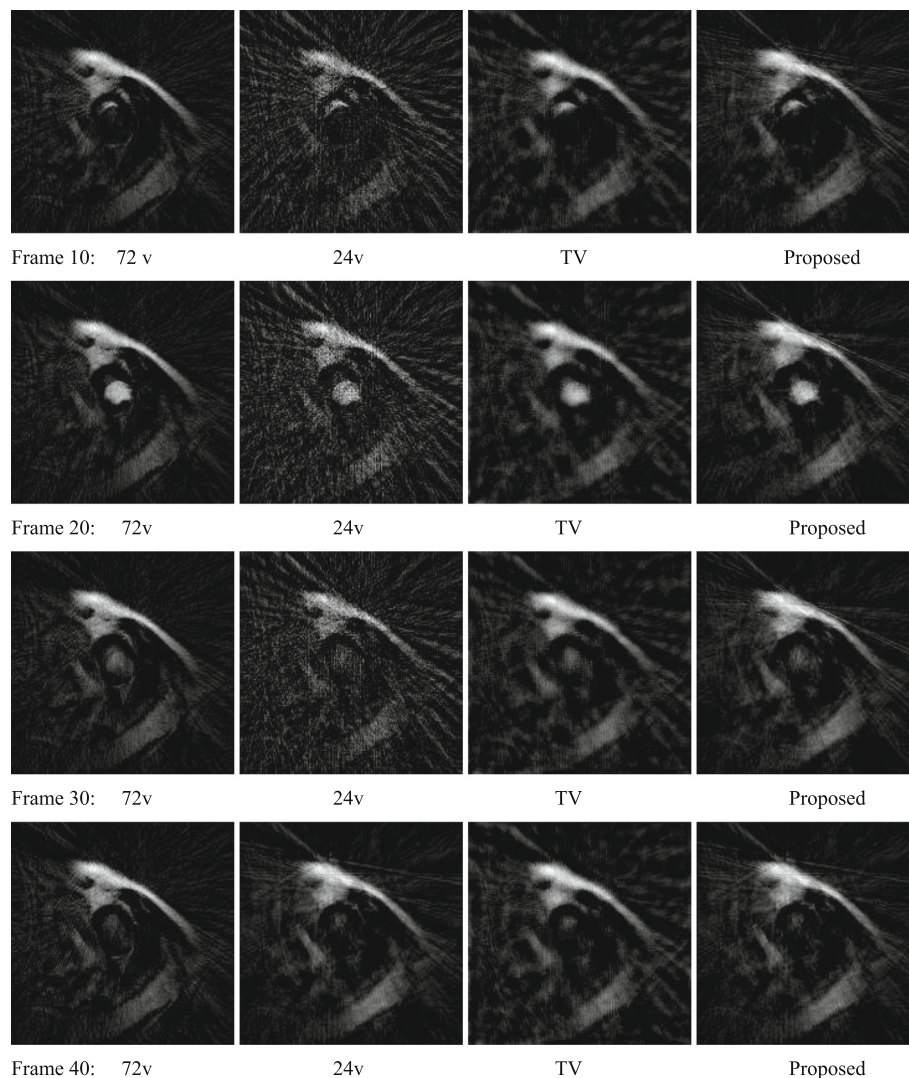 Frame 10: 72 v 24v TV Proposed
Frame 20: 72v 24v TV Proposed
Frame 30: 72v 24v TV Proposed
Frame 40: 72v 24v TV Proposed